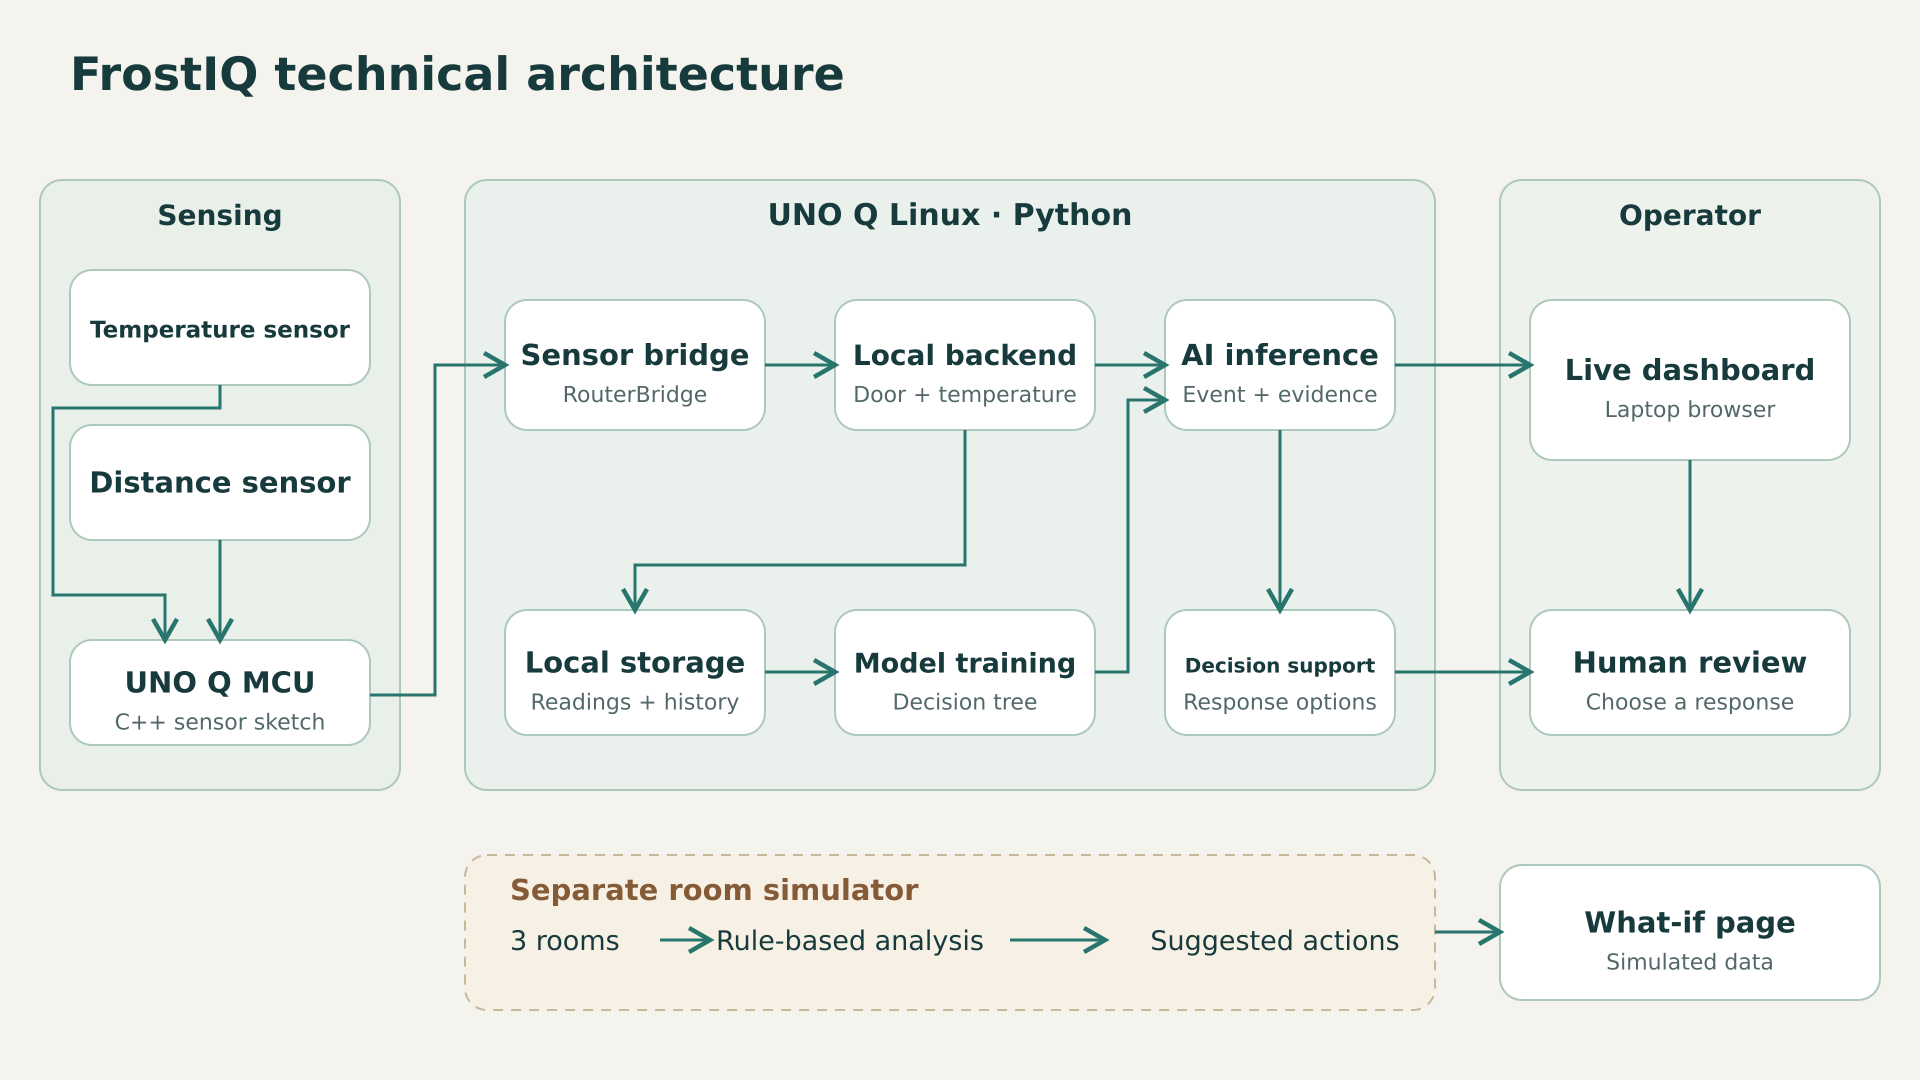 FrostIQ technical architecture
Sensing
Temperature sensor
Distance sensor
UNO Q MCU
C++ sensor sketch
UNO Q Linux · Python
Sensor bridge
RouterBridge
Local backend
Door + temperature
AI inference
Event + evidence
Local storage
Readings + history
Model training
Decision tree
Decision support
Response options
Operator
Live dashboard
Laptop browser
Human review
Choose a response
Separate room simulator
3 rooms
Rule-based analysis
Suggested actions
What-if page
Simulated data